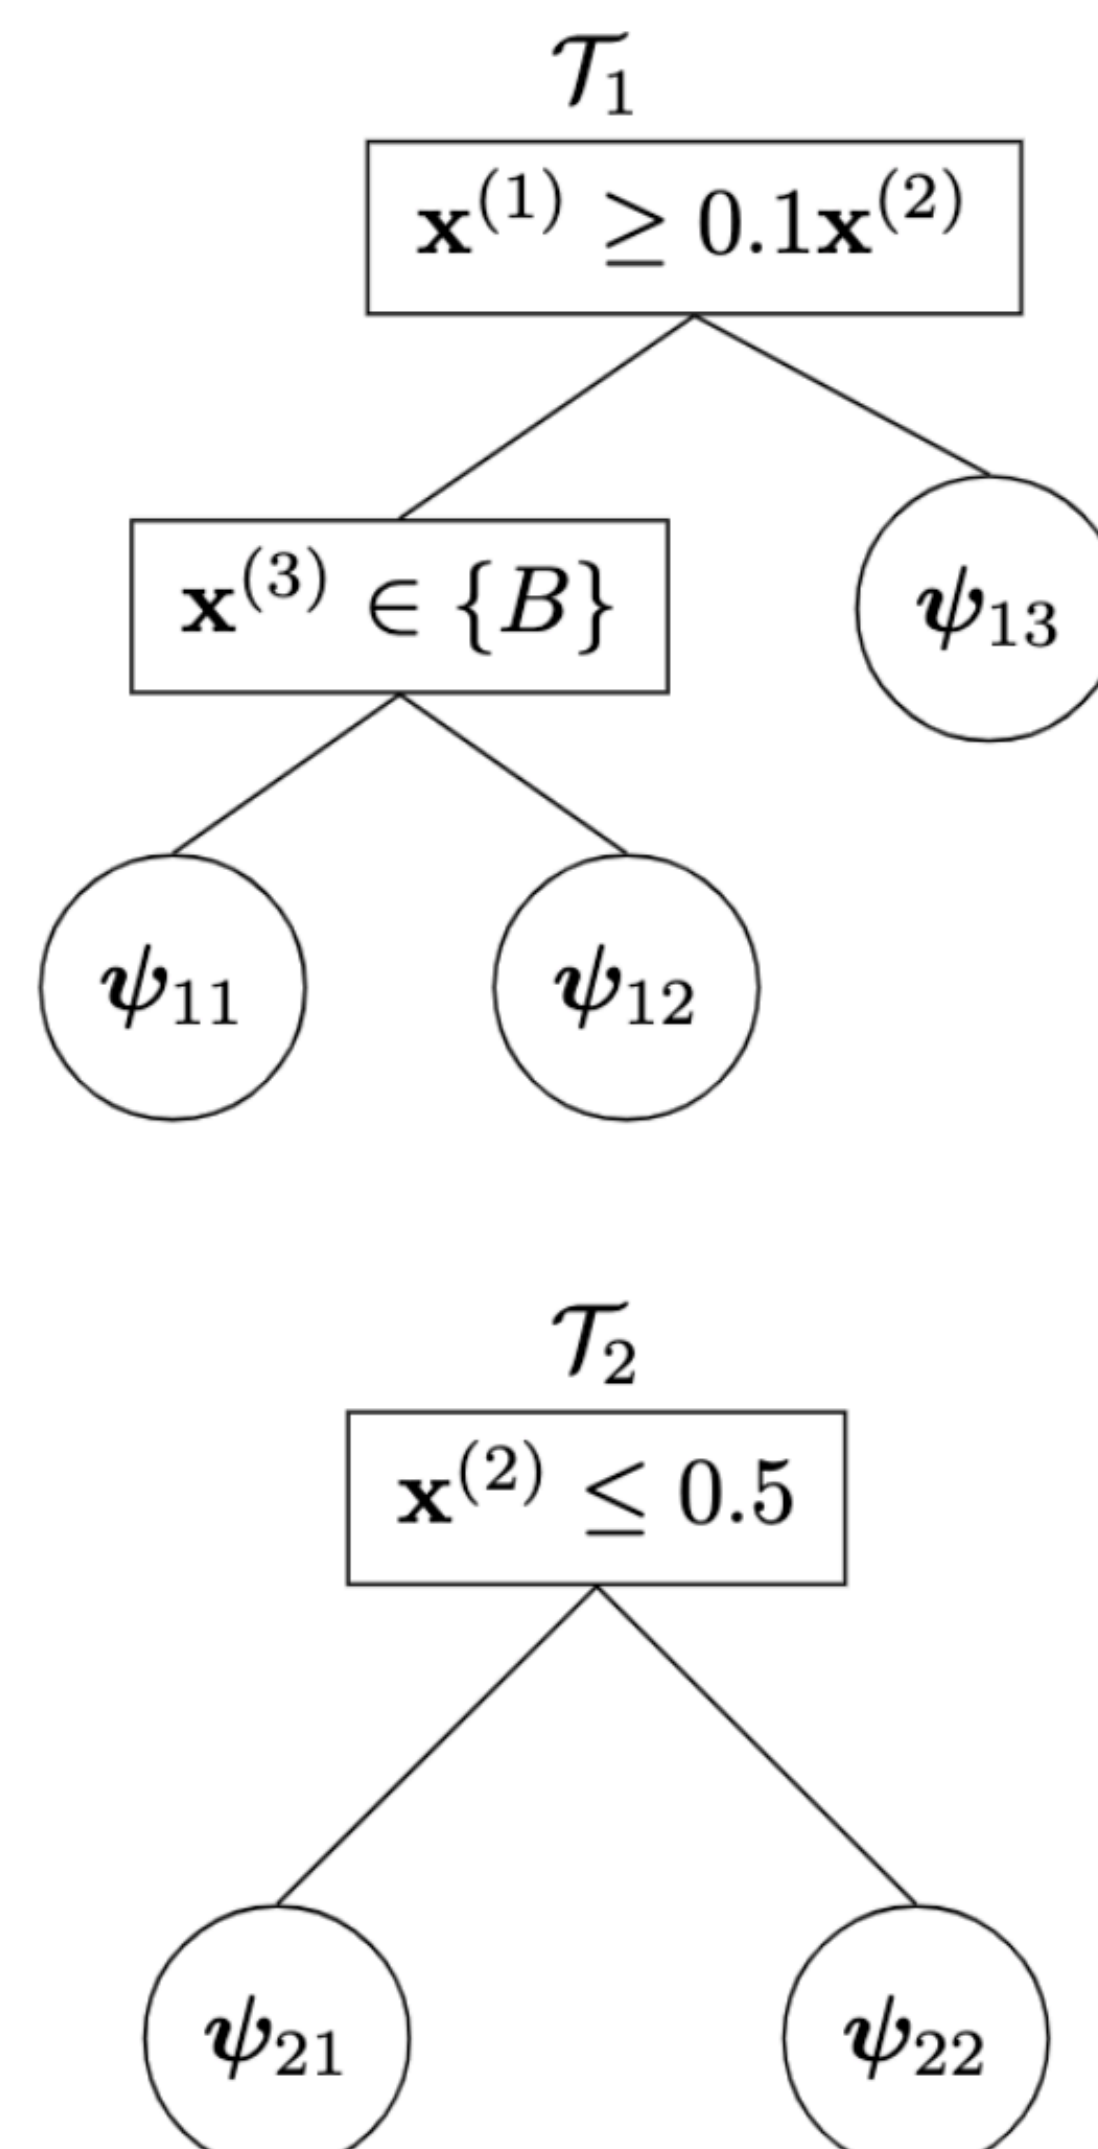 𝒯₁
𝐱⁽¹⁾ ≥ 0.1𝐱⁽²⁾
𝐱⁽³⁾ ∈ {B}
𝝍₁₃
𝝍₁₁ 𝝍₁₂
𝒯₂
𝐱⁽²⁾ ≤ 0.5
𝝍₂₁ 𝝍₂₂